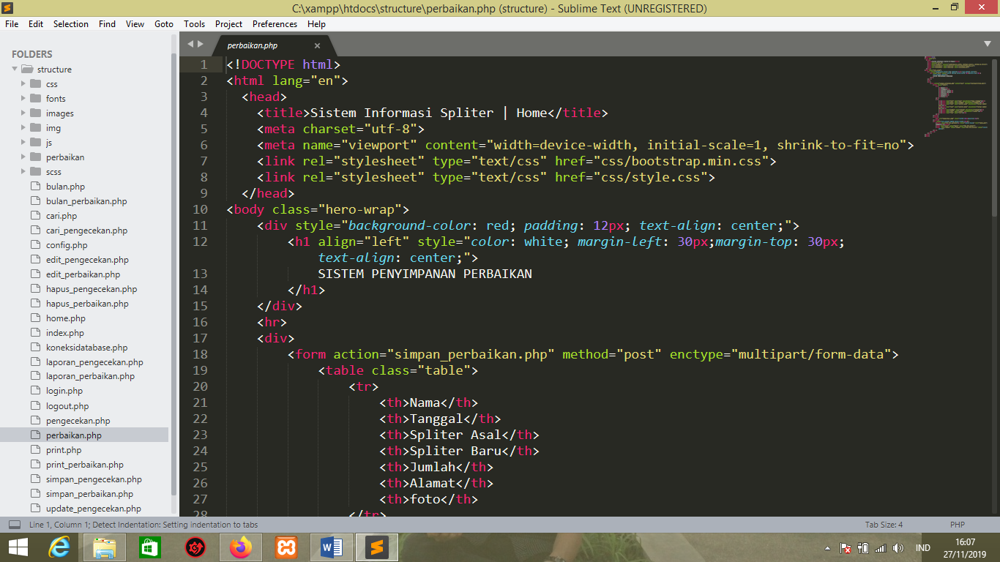 C:\xampp\htdocs\structure\perbaikan.php (structure) - Sublime Text (UNREGISTERED)
File Edit Selection Find View Goto Tools Project Preferences Help
FOLDERS
structure
css
fonts
images
img
js
perbaikan
scss
bulan.php
bulan_perbaikan.php
cari.php
cari_pengecekan.php
config.php
edit_pengecekan.php
edit_perbaikan.php
hapus_pengecekan.php
hapus_perbaikan.php
home.php
index.php
koneksidatabase.php
laporan_pengecekan.php
laporan_perbaikan.php
login.php
logout.php
pengecekan.php
perbaikan.php
print.php
print_perbaikan.php
simpan_pengecekan.php
simpan_perbaikan.php
update_pengecekan.php
perbaikan.php
1 <!DOCTYPE html>
2 <html lang="en">
3 <head>
4 <title>Sistem Informasi Spliter | Home</title>
5 <meta charset="utf-8">
6 <meta name="viewport" content="width=device-width, initial-scale=1, shrink-to-fit=no">
7 <link rel="stylesheet" type="text/css" href="css/bootstrap.min.css">
8 <link rel="stylesheet" type="text/css" href="css/style.css">
9 </head>
10 <body class="hero-wrap">
11 <div style="background-color: red; padding: 12px; text-align: center;">
12 <h1 align="left" style="color: white; margin-left: 30px;margin-top: 30px;
text-align: center;">
13 SISTEM PENYIMPANAN PERBAIKAN
14 </h1>
15 </div>
16 <hr>
17 <div>
18 <form action="simpan_perbaikan.php" method="post" enctype="multipart/form-data">
19 <table class="table">
20 <tr>
21 <th>Nama</th>
22 <th>Tanggal</th>
23 <th>Spliter Asal</th>
24 <th>Spliter Baru</th>
25 <th>Jumlah</th>
26 <th>Alamat</th>
27 <th>foto</th>
28 </tr>
Line 1, Column 1; Detect Indentation: Setting indentation to tabs
Tab Size: 4
PHP
IND
16:07
27/11/2019